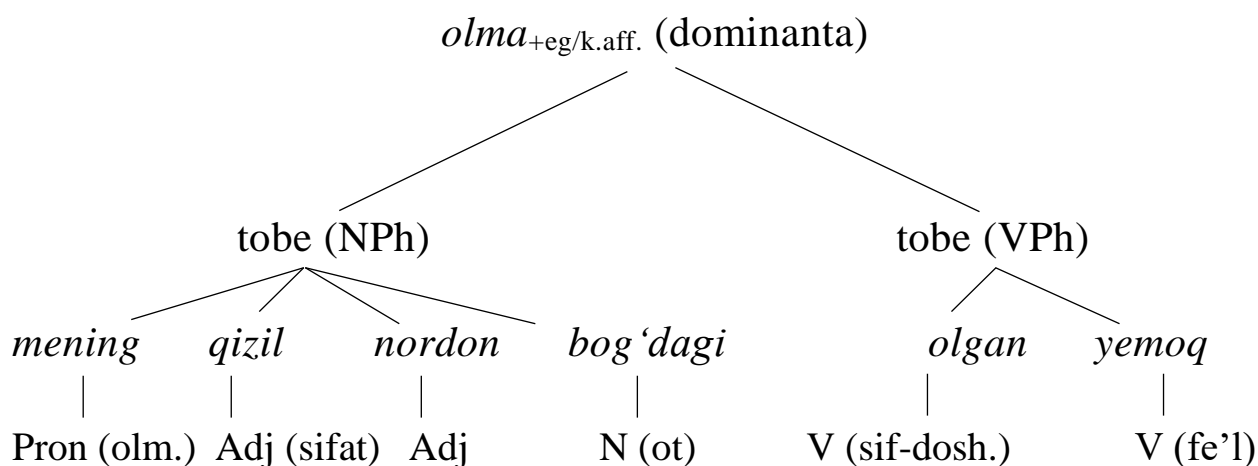 olma+eg/k.aff. (dominanta)
tobe (NPh) tobe (VPh)
mening qizil nordon bog‘dagi olgan yemoq
Pron (olm.) Adj (sifat) Adj N (ot) V (sif-dosh.) V (fe’l)